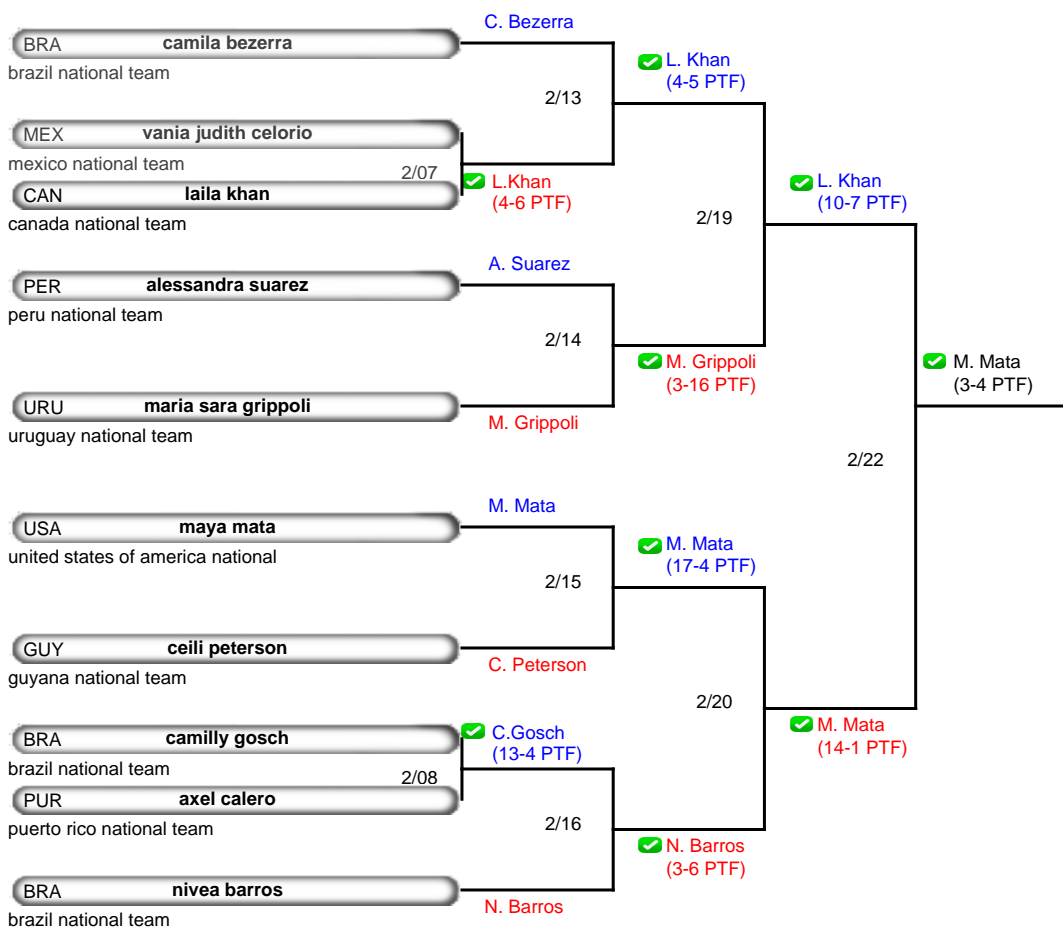 C. Bezerra
BRA camila bezerra
brazil national team
2/13
L. Khan
(4-5 PTF)
MEX vania judith celorio
mexico national team
2/07
CAN laila khan
canada national team
L.Khan
(4-6 PTF)
2/19
L. Khan
(10-7 PTF)
A. Suarez
PER alessandra suarez
peru national team
2/14
M. Grippoli
(3-16 PTF)
URU maria sara grippoli
uruguay national team
M. Grippoli
M. Mata
(3-4 PTF)
2/22
M. Mata
USA maya mata
united states of america national
2/15
M. Mata
(17-4 PTF)
GUY ceili peterson
guyana national team
C. Peterson
2/20
M. Mata
(14-1 PTF)
BRA camilly gosch
brazil national team
2/08
C.Gosch
(13-4 PTF)
PUR axel calero
puerto rico national team
2/16
N. Barros
(3-6 PTF)
BRA nivea barros
brazil national team
N. Barros